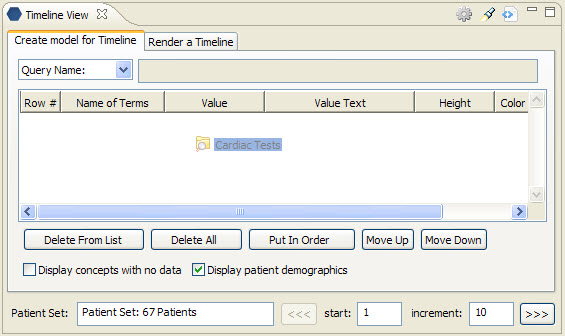 Timeline View
Create model for Timeline Render a Timeline
Query Name:
Row # Name of Terms Value Value Text Height Color
Cardiac Tests
Delete From List Delete All Put In Order Move Up Move Down
Display concepts with no data Display patient demographics
Patient Set: Patient Set: 67 Patients <<< start: 1 increment: 10 >>>